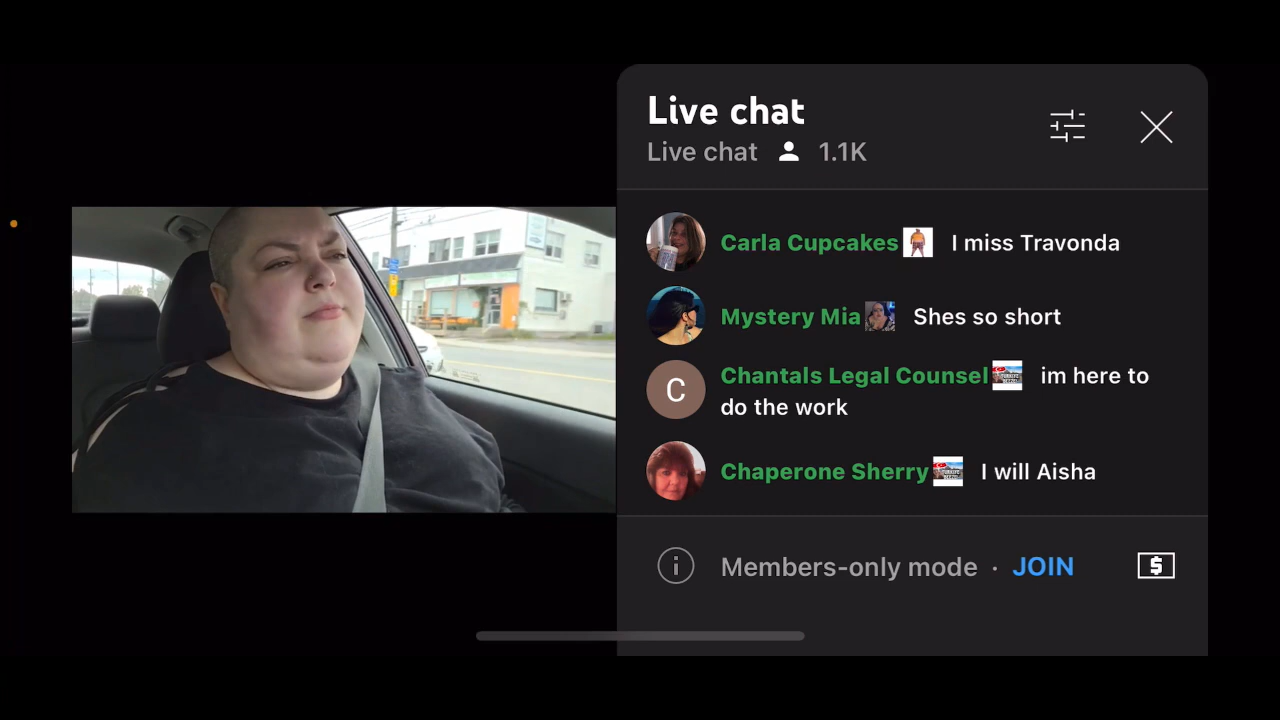 Live chat
Live chat 1.1K
Carla Cupcakes I miss Travonda
Mystery Mia Shes so short
C
Chantals Legal Counsel im here to
do the work
Chaperone Sherry I will Aisha
Members-only mode · JOIN